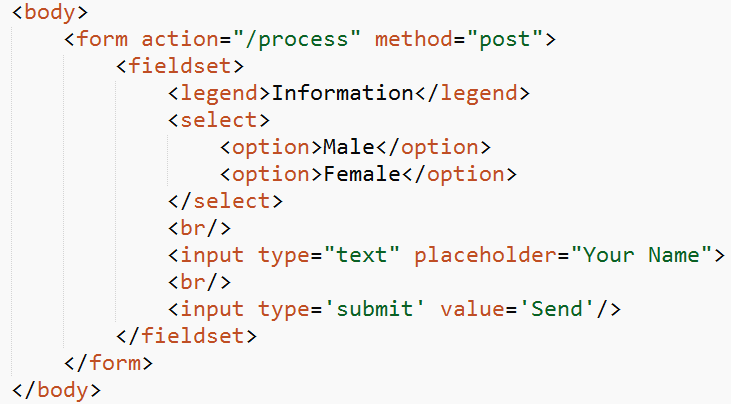 <body>
<form action="/process" method="post">
<fieldset>
<legend>Information</legend>
<select>
<option>Male</option>
<option>Female</option>
</select>
<br/>
<input type="text" placeholder="Your Name">
<br/>
<input type='submit' value='Send'/>
</fieldset>
</form>
</body>